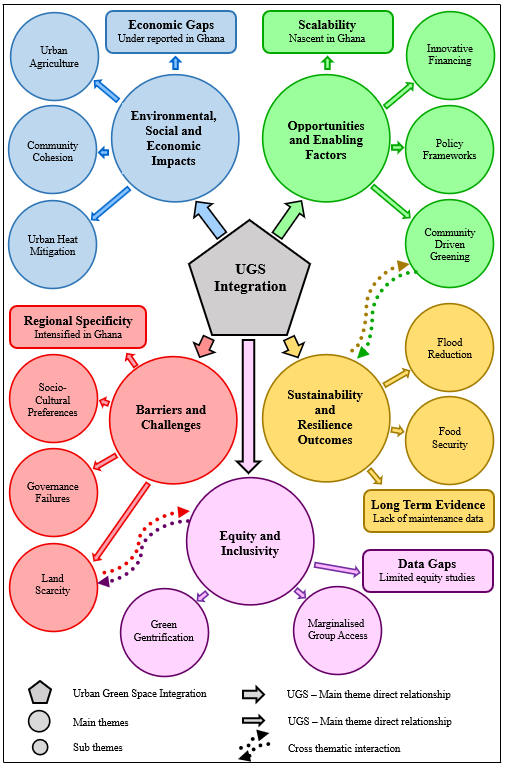 Economic Gaps
Under reported in Ghana
Scalability
Nascent in Ghana
Urban
Agriculture
Innovative
Financing
Environmental,
Social and
Economic
Impacts
Opportunities
and Enabling
Factors
Community
Cohesion
Policy
Frameworks
Urban Heat
Mitigation
Community
Driven
Greening
UGS
Integration
Regional Specificity
Intensified in Ghana
Flood
Reduction
Socio-
Cultural
Preferences
Barriers and
Challenges
Sustainability
and
Resilience
Outcomes
Food
Security
Governance
Failures
Long Term Evidence
Lack of maintenance data
Equity and
Inclusivity
Land
Scarcity
Data Gaps
Limited equity studies
Green
Gentrification
Marginalised
Group Access
Urban Green Space Integration
UGS – Main theme direct relationship
Main themes
UGS – Main theme direct relationship
Sub themes
Cross thematic interaction